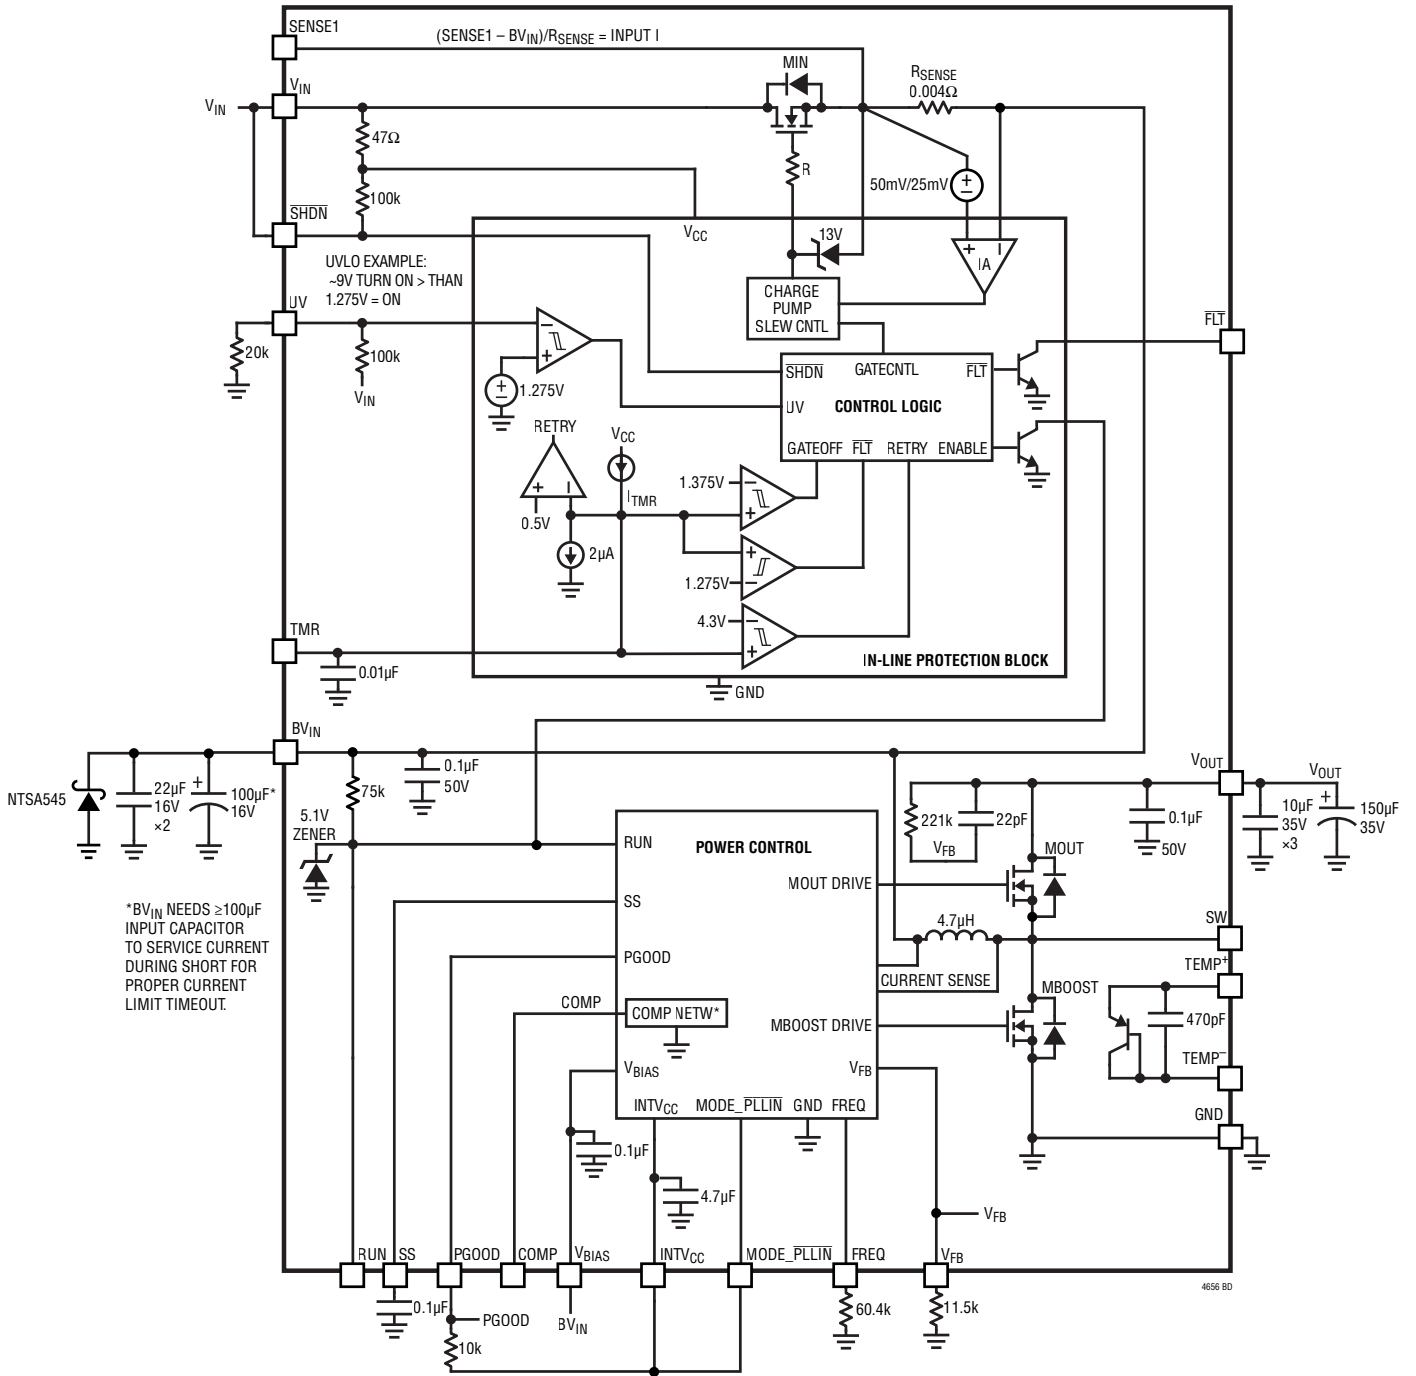 SENSE1
(SENSE1 – BVIN)/RSENSE = INPUT I
MIN
RSENSE
0.004Ω
VIN
VIN
47Ω
R
50mV/25mV
+
–
100k
SHDN
VCC
13V
+
–
IA
UVLO EXAMPLE:
~9V TURN ON > THAN
1.275V = ON
CHARGE
PUMP
SLEW CNTL
UV
FLT
20k
100k
VIN
–
+
+
–
1.275V
SHDN
GATECNTL
FLT
CONTROL LOGIC
UV
GATEOFF
FLT
RETRY
ENABLE
RETRY
VCC
+
–
0.5V
ITMR
2µA
1.375V
–
+
+
1.275V
–
4.3V
–
+
TMR
0.01µF
IN-LINE PROTECTION BLOCK
GND
BVIN
NTSA545
22µF
16V
×2
+
100µF*
16V
75k
0.1µF
50V
5.1V
ZENER
VOUT
VOUT
221k
22pF
VFB
0.1µF
50V
10µF
35V
×3
+
150µF
35V
RUN
POWER CONTROL
MOUT
MOUT DRIVE
*BVIN NEEDS ≥100µF
INPUT CAPACITOR
TO SERVICE CURRENT
DURING SHORT FOR
PROPER CURRENT
LIMIT TIMEOUT.
SS
4.7µH
SW
PGOOD
CURRENT SENSE
TEMP+
COMP
COMP NETW*
MBOOST
MBOOST DRIVE
470pF
TEMP–
VBIAS
VFB
INTVCC
MODE_PLLIN
GND
FREQ
GND
0.1µF
4.7µF
VFB
RUN
SS
PGOOD
COMP
VBIAS
INTVCC
MODE_PLLIN
FREQ
VFB
4656 BD
0.1µF
PGOOD
10k
BVIN
60.4k
11.5k